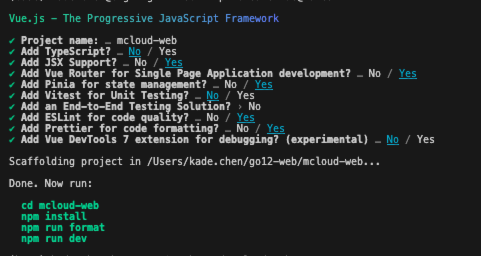 Vue.js - The Progressive JavaScript Framework
✔ Project name: … mcloud-web
✔ Add TypeScript? … No / Yes
✔ Add JSX Support? … No / Yes
✔ Add Vue Router for Single Page Application development? … No / Yes
✔ Add Pinia for state management? … No / Yes
✔ Add Vitest for Unit Testing? … No / Yes
✔ Add an End-to-End Testing Solution? › No
✔ Add ESLint for code quality? … No / Yes
✔ Add Prettier for code formatting? … No / Yes
✔ Add Vue DevTools 7 extension for debugging? (experimental) … No / Yes
Scaffolding project in /Users/kade.chen/go12-web/mcloud-web...
Done. Now run:
cd mcloud-web
npm install
npm run format
npm run dev